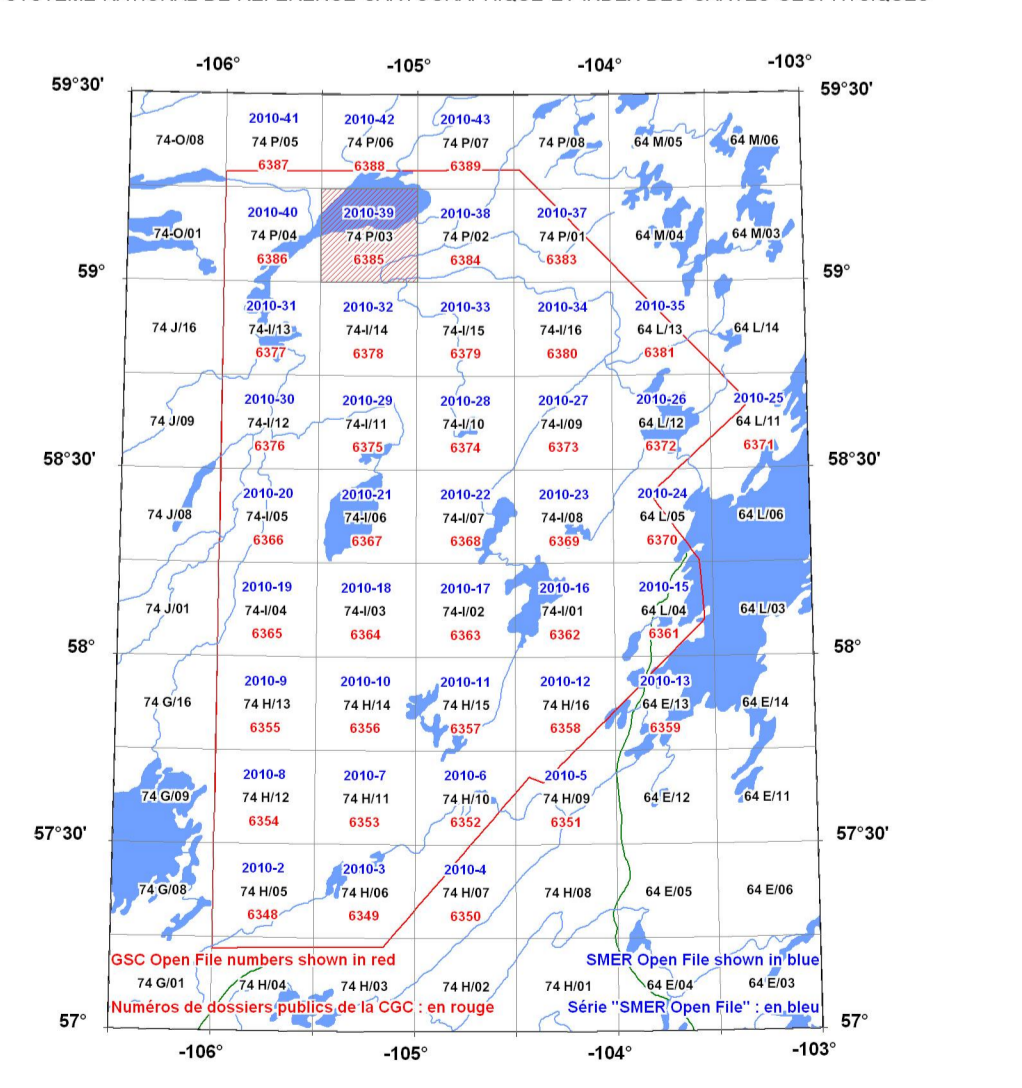 SYSTÈME NATIONAL DE RÉFÉRENCE CARTOGRAPHIQUE ET INDEX DES CARTES GÉOPHYSIQUES
-106° -105° -104° -103°
59°30' 59°30'
2010-41 2010-42 2010-43
74-O/08 74 P/05 74 P/06 74 P/07 74 P/08 64 M/05 64 M/06
6387 6388 6389
2010-40 2010-39 2010-38 2010-37
74-O/01 74 P/04 74 P/03 74 P/02 74 P/01 64 M/04 64 M/03
6386 6385 6384 6383
59° 59°
2010-31 2010-32 2010-33 2010-34 2010-35
74 J/16 74-I/13 74-I/14 74-I/15 74-I/16 64 L/13 64 L/14
6377 6378 6379 6380 6381
2010-30 2010-29 2010-28 2010-27 2010-26 2010-25
74 J/09 74-I/12 74-I/11 74-I/10 74-I/09 64 L/12 64 L/11
6376 6375 6374 6373 6372 6371
58°30' 58°30'
2010-20 2010-21 2010-22 2010-23 2010-24
74 J/08 74-I/05 74-I/06 74-I/07 74-I/08 64 L/05 64 L/06
6366 6367 6368 6369 6370
2010-19 2010-18 2010-17 2010-16 2010-15
74 J/01 74-I/04 74-I/03 74-I/02 74-I/01 64 L/04 64 L/03
6365 6364 6363 6362 6361
58° 58°
2010-9 2010-10 2010-11 2010-12 2010-13
74 G/16 74 H/13 74 H/14 74 H/15 74 H/16 64 E/13 64 E/14
6355 6356 6357 6358 6359
2010-8 2010-7 2010-6 2010-5
74 G/09 74 H/12 74 H/11 74 H/10 74 H/09 64 E/12 64 E/11
6354 6353 6352 6351
57°30' 57°30'
2010-2 2010-3 2010-4
74 G/08 74 H/05 74 H/06 74 H/07 74 H/08 64 E/05 64 E/06
6348 6349 6350
GSC Open File numbers shown in red SMER Open File shown in blue
74 G/01 74 H/04 74 H/03 74 H/02 74 H/01 64 E/04 64 E/03
Numéros de dossiers publics de la CGC : en rouge Série "SMER Open File" : en bleu
57° 57°
-106° -105° -104° -103°